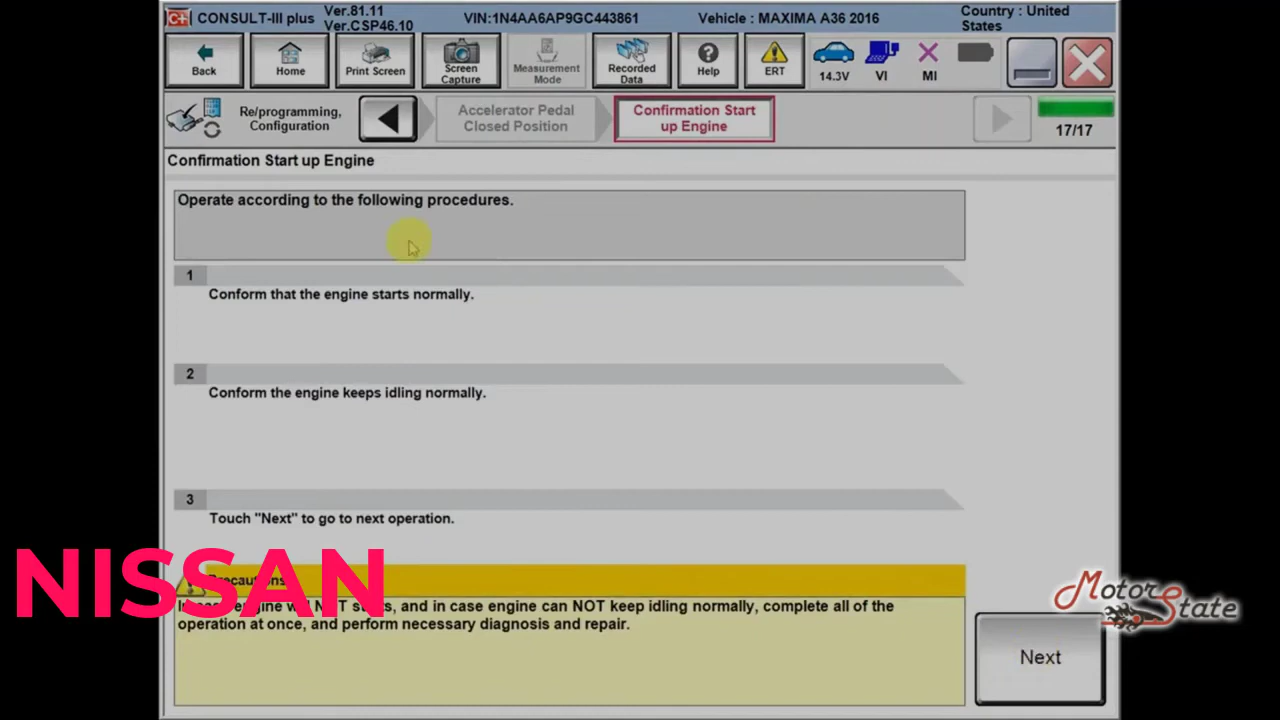 CONSULT-III plus
Ver.81.11
Ver.CSP46.10
VIN:1N4AA6AP9GC443861
Vehicle : MAXIMA A36 2016
Country : United
States
Back
Home
Print Screen
Screen
Capture
Measurement
Mode
Recorded
Data
Help
ERT
14.3V
VI
MI
Re/programming,
Configuration
Accelerator Pedal
Closed Position
Confirmation Start
up Engine
17/17
Confirmation Start up Engine
Operate according to the following procedures.
1
Conform that the engine starts normally.
2
Conform the engine keeps idling normally.
3
Touch "Next" to go to next operation.
NISSAN
and in case engine can NOT keep idling normally, complete all of the
operation at once, and perform necessary diagnosis and repair.
Next
Motor
State